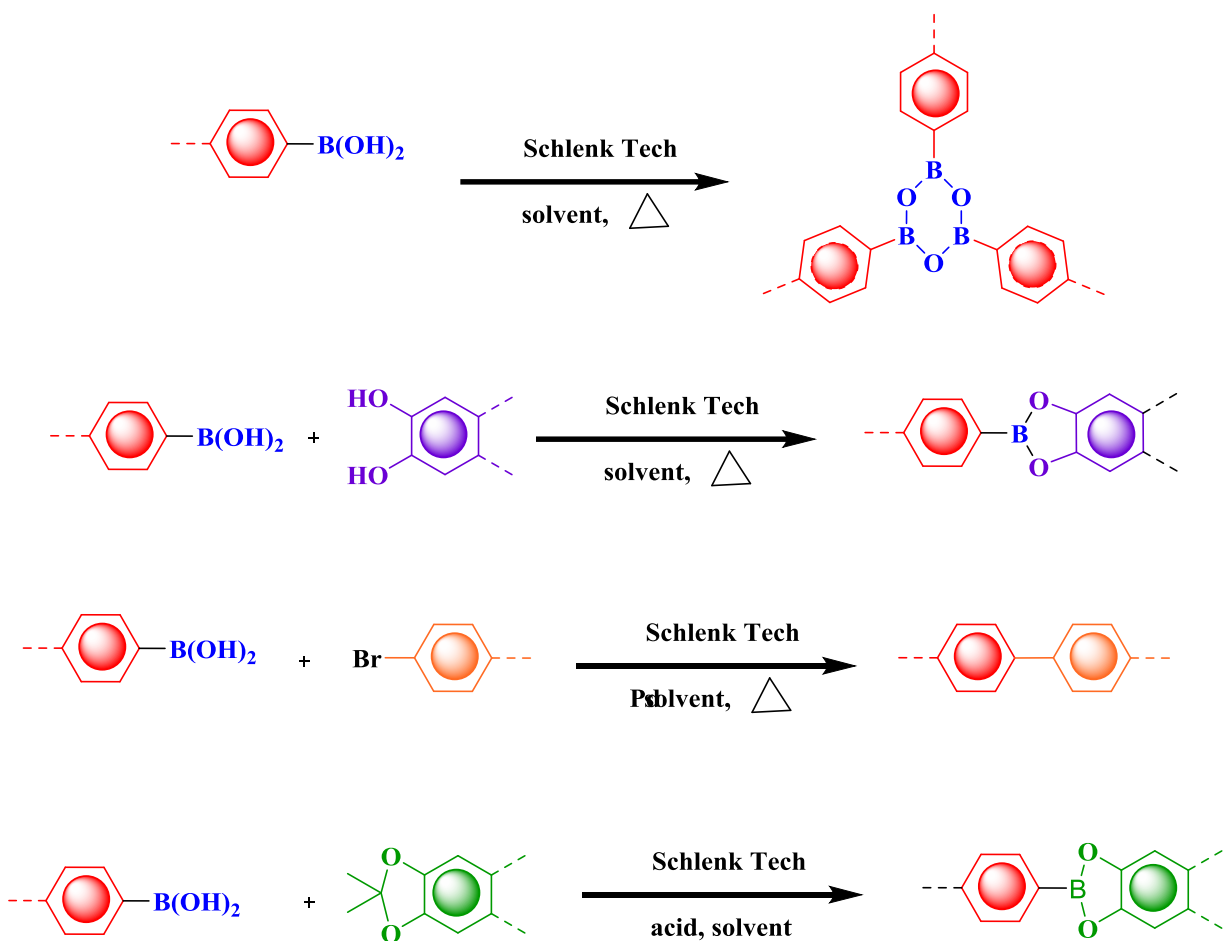 B(OH)2
Schlenk Tech
solvent,
B
O O
B B
O
B(OH)2
+
HO
HO
Schlenk Tech
solvent,
O
B
O
B(OH)2
+
Br
Schlenk Tech
Pd solvent,
B(OH)2
+
O
O
Schlenk Tech
acid, solvent
O
B
O